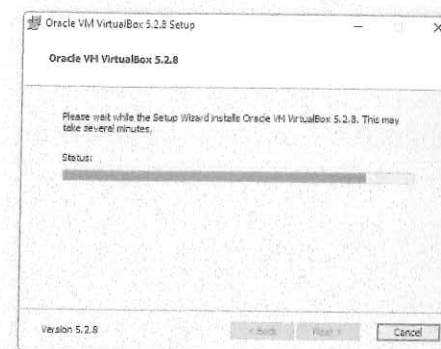 Oracle VM VirtualBox 5.2.8 Setup
Oracle VM VirtualBox 5.2.8
Please wait while the Setup Wizard installs Oracle VM VirtualBox 5.2.8. This may
take several minutes.
Status:
Version 5.2.8
< Back
Next >
Cancel